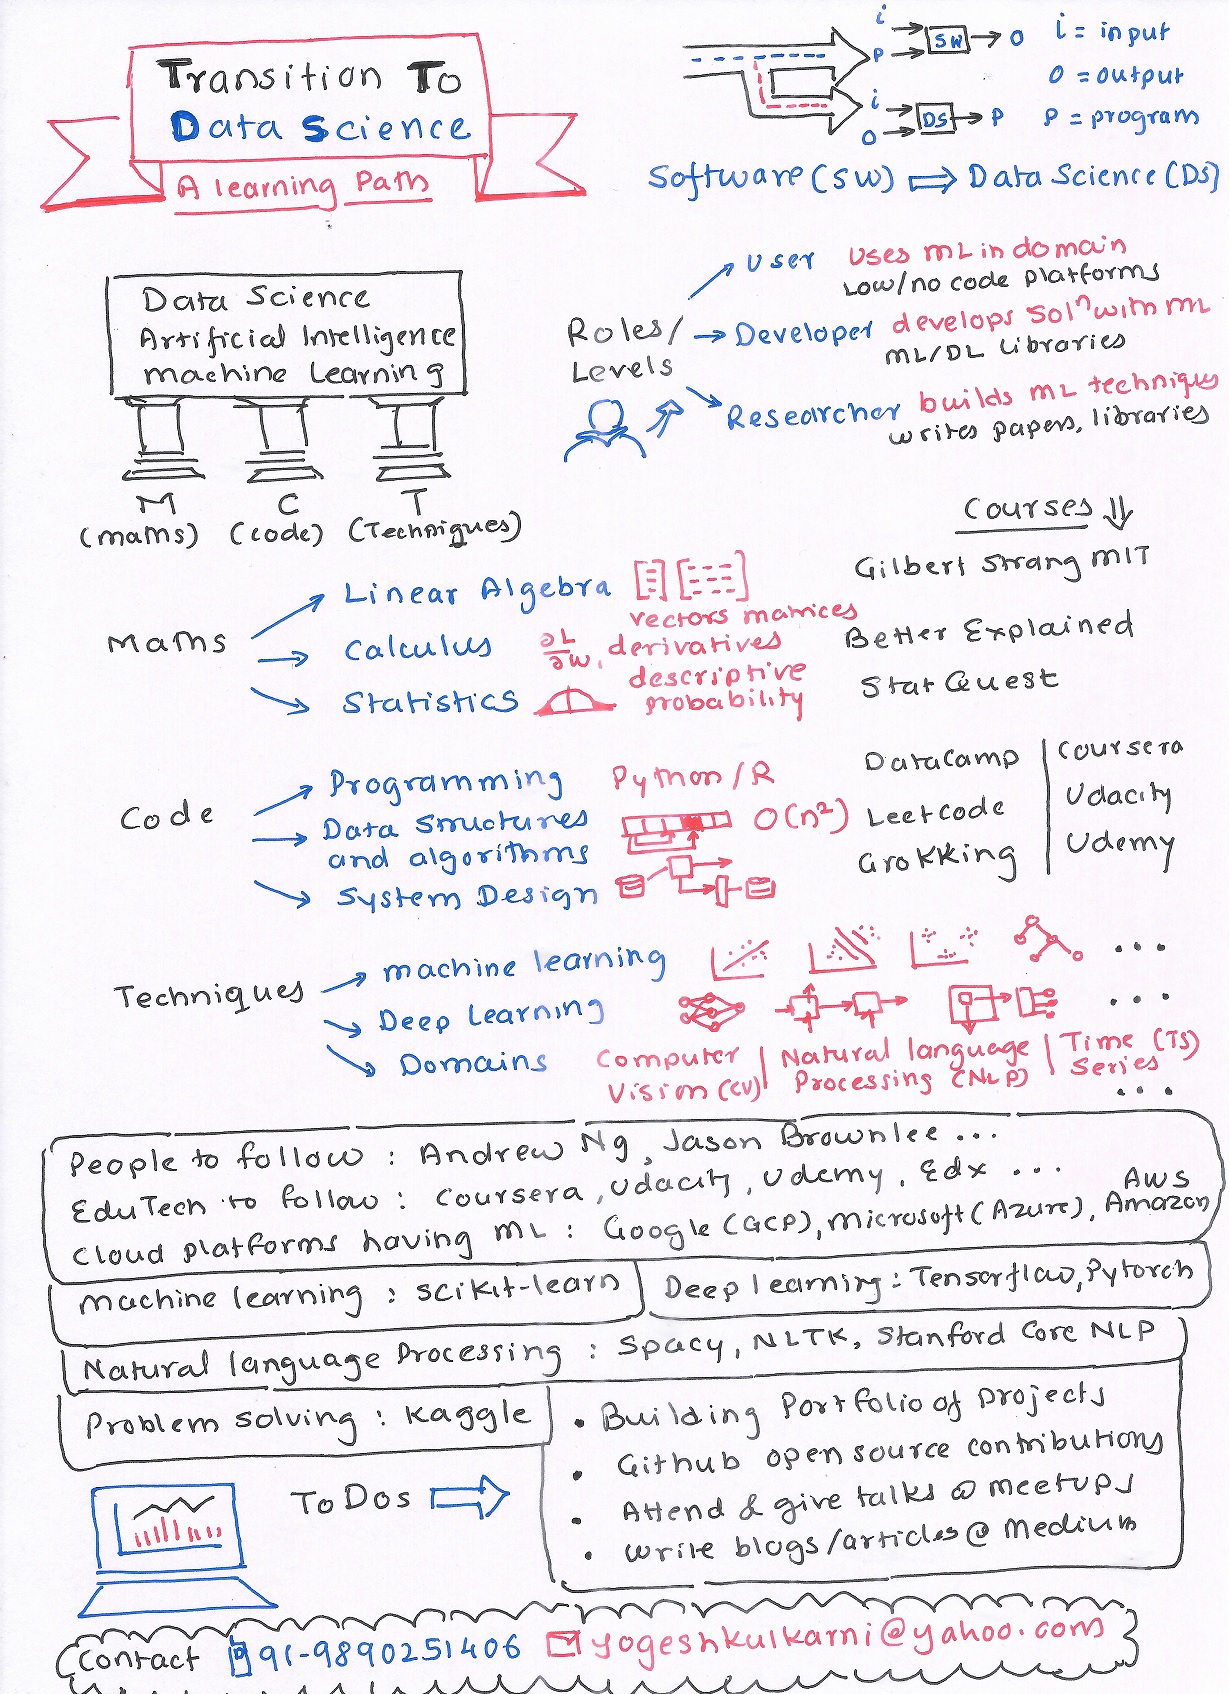 Transition To
Data Science
A learning Path
i
P
SW
O
i
O
DS
P
i = input
O = output
P = program
Software (SW) ⇨ Data Science (DS)
Data Science
Artificial Intelligence
Machine Learning
M
(Maths)
C
(Code)
T
(Techniques)
Roles/
Levels
User uses ML in domain
Low/no code platforms
Developer develops Solⁿ with ML
ML/DL Libraries
Researcher builds ML techniques
writes papers, libraries
Courses ⇓
Maths
Linear Algebra
vectors matrices
Gilbert Strang MIT
Calculus ∂L/∂W, derivatives
Better Explained
Statistics descriptive
probability
StatQuest
Code
Programming Python / R
Data Structures
and algorithms
O(n²)
System Design
DataCamp
Leetcode
Grokking
Coursera
Udacity
Udemy
Techniques
Machine learning ...
Deep Learning ...
Domains
Computer
Vision (CV)
Natural language
Processing (NLP)
Time (TS)
Series
...
People to follow : Andrew Ng, Jason Brownlee ...
EduTech to follow : Coursera, Udacity, Udemy, Edx ...
Cloud platforms having ML : Google (GCP), Microsoft (Azure), AWS
Amazon
Machine learning : scikit-learn
Deep learning : Tensorflow, Pytorch
Natural language Processing : Spacy, NLTK, Stanford Core NLP
Problem solving : Kaggle
ToDos
• Building Portfolio of Projects
• Github open source contributions
• Attend & give talks @ meetups
• write blogs/articles @ Medium
Contact 91-9890251406 yogeshkulkarni@yahoo.com